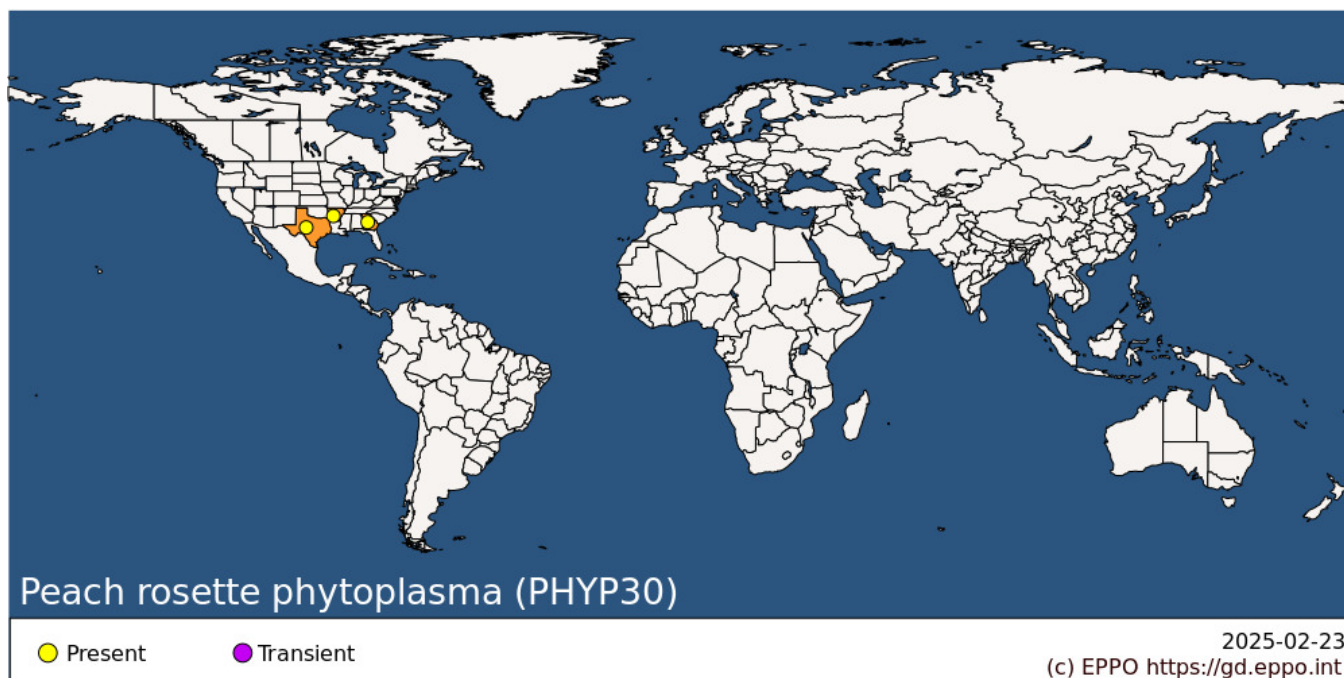 Peach rosette phytoplasma (PHYP30)
Present
Transient
2025-02-23
(c) EPPO https://gd.eppo.int